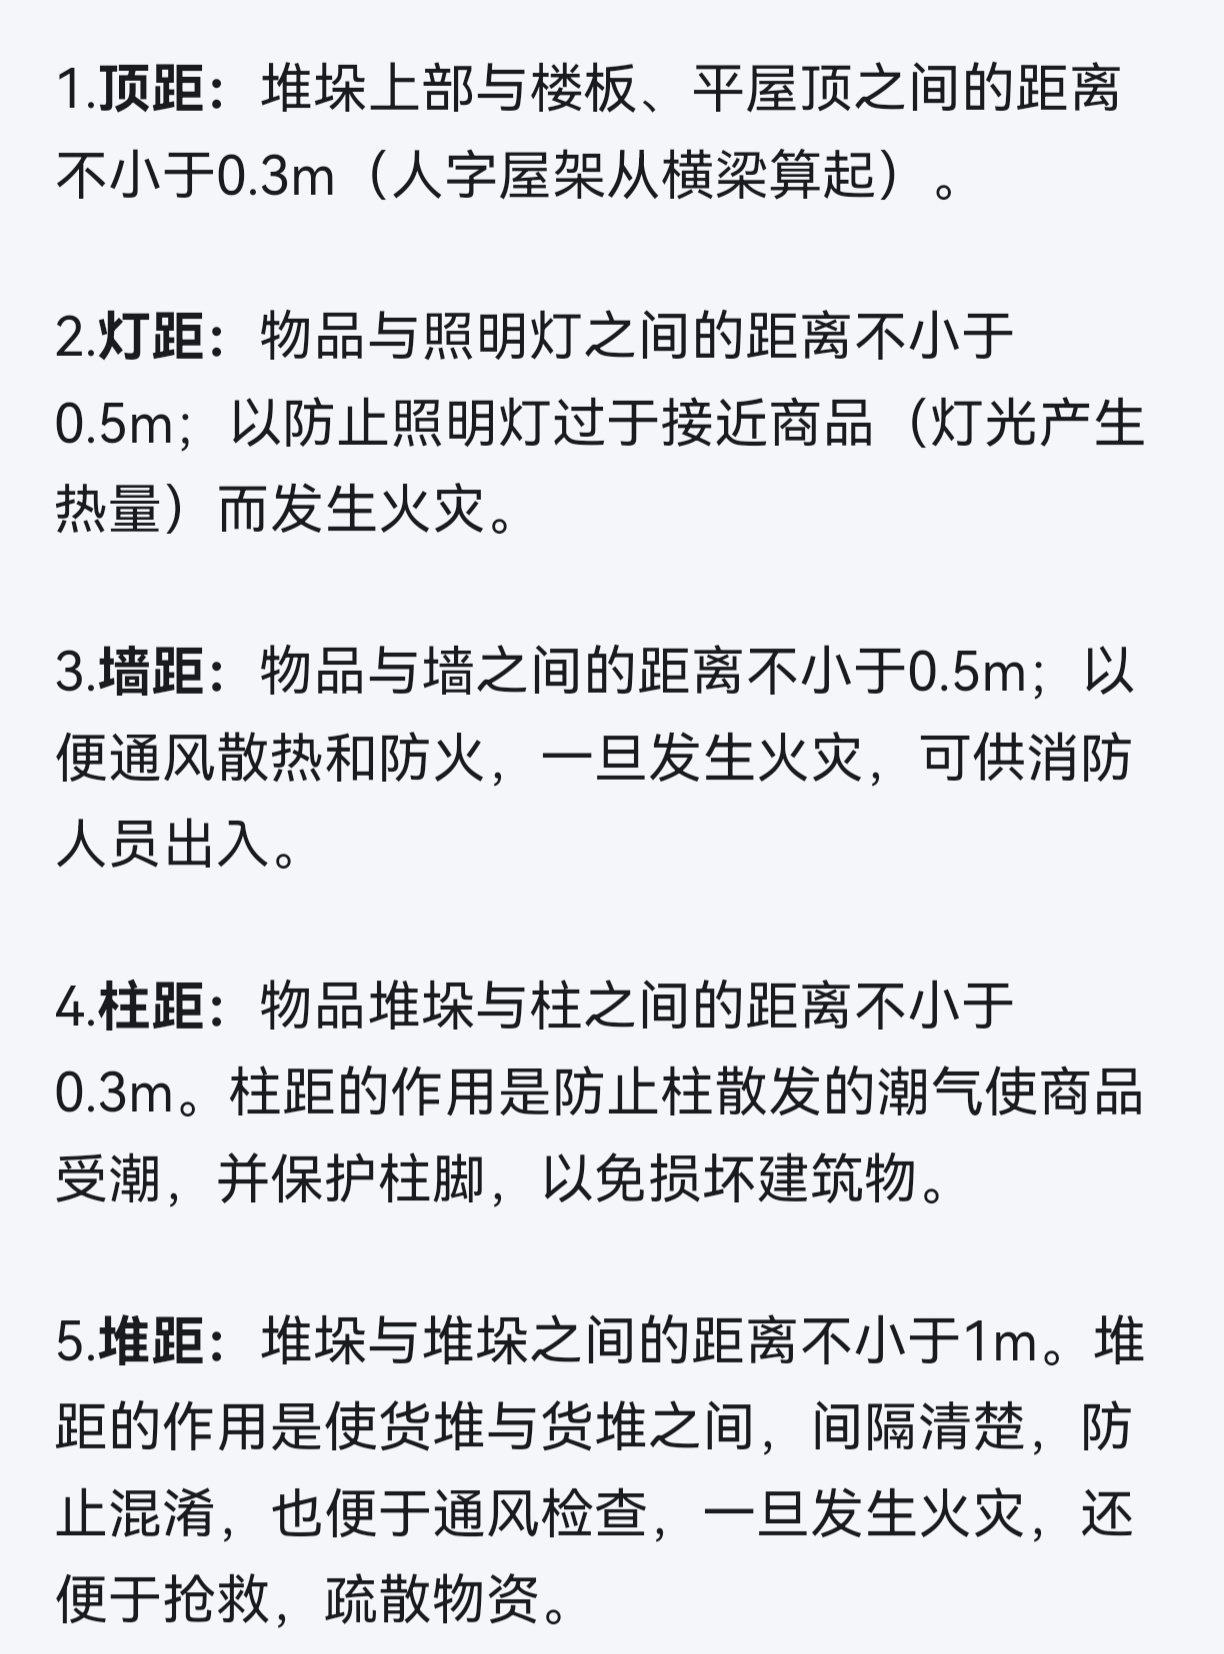 1.顶距：堆垛上部与楼板、平屋顶之间的距离
不小于0.3m（人字屋架从横梁算起）。
2.灯距：物品与照明灯之间的距离不小于
0.5m；以防止照明灯过于接近商品（灯光产生
热量）而发生火灾。
3.墙距：物品与墙之间的距离不小于0.5m；以
便通风散热和防火，一旦发生火灾，可供消防
人员出入。
4.柱距：物品堆垛与柱之间的距离不小于
0.3m。柱距的作用是防止柱散发的潮气使商品
受潮，并保护柱脚，以免损坏建筑物。
5.堆距：堆垛与堆垛之间的距离不小于1m。堆
距的作用是使货堆与货堆之间，间隔清楚，防
止混淆，也便于通风检查，一旦发生火灾，还
便于抢救，疏散物资。